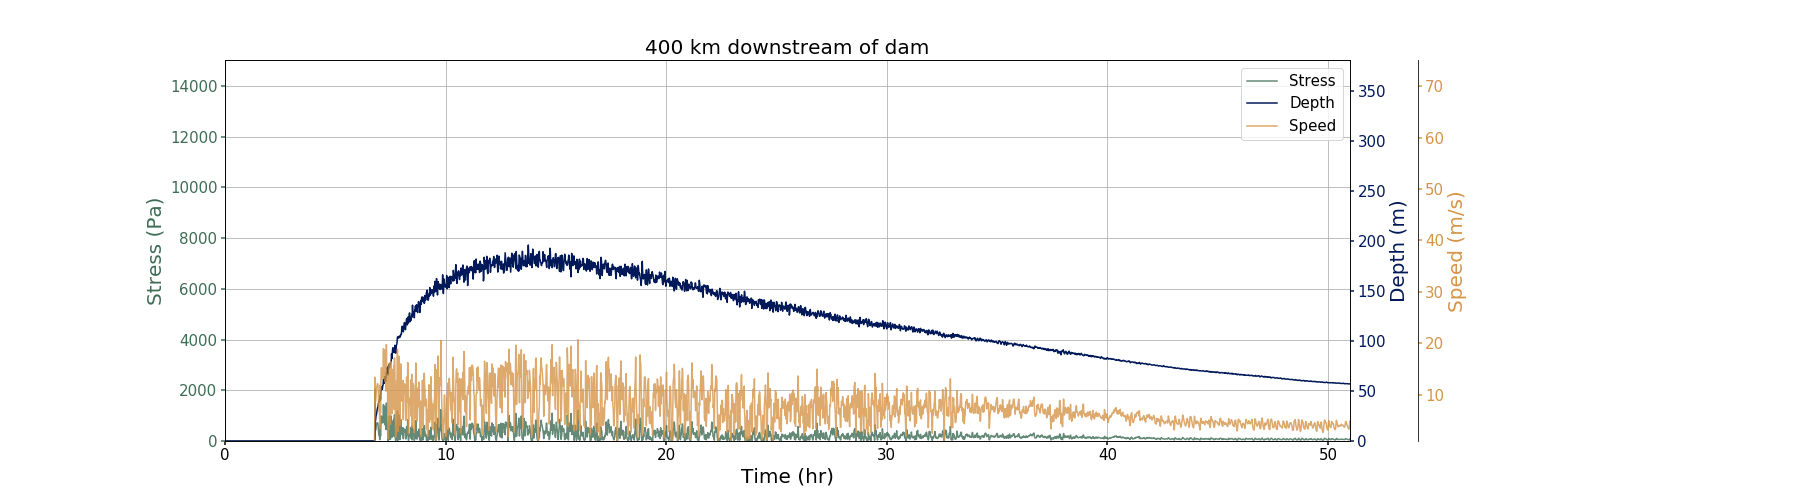 400 km downstream of dam
Stress (Pa)
14000
12000
10000
8000
6000
4000
2000
0
Stress
Depth
Speed
350
300
250
200
150
100
50
0
Depth (m)
70
60
50
40
30
20
10
Speed (m/s)
0 10 20 30 40 50
Time (hr)